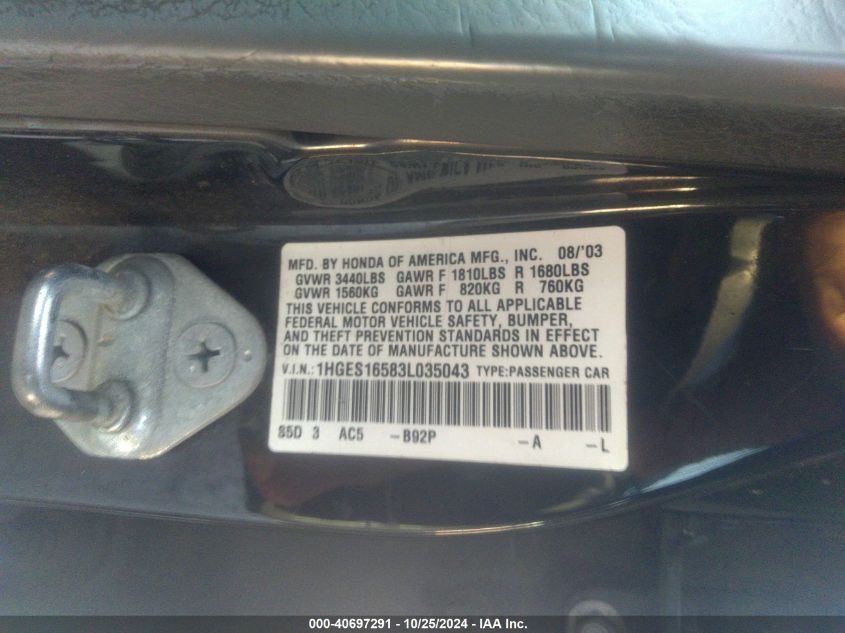 MFD. BY HONDA OF AMERICA MFG., INC. 08/'03
GVWR 3440LBS GAWR F 1810LBS R 1680LBS
GVWR 1560KG GAWR F 820KG R 760KG
THIS VEHICLE CONFORMS TO ALL APPLICABLE
FEDERAL MOTOR VEHICLE SAFETY, BUMPER,
AND THEFT PREVENTION STANDARDS IN EFFECT
ON THE DATE OF MANUFACTURE SHOWN ABOVE.
V.I.N.: 1HGES16583L035043 TYPE:PASSENGER CAR
85D 3 AC5 -B92P -A -L
000-40697291 - 10/25/2024 - IAA Inc.